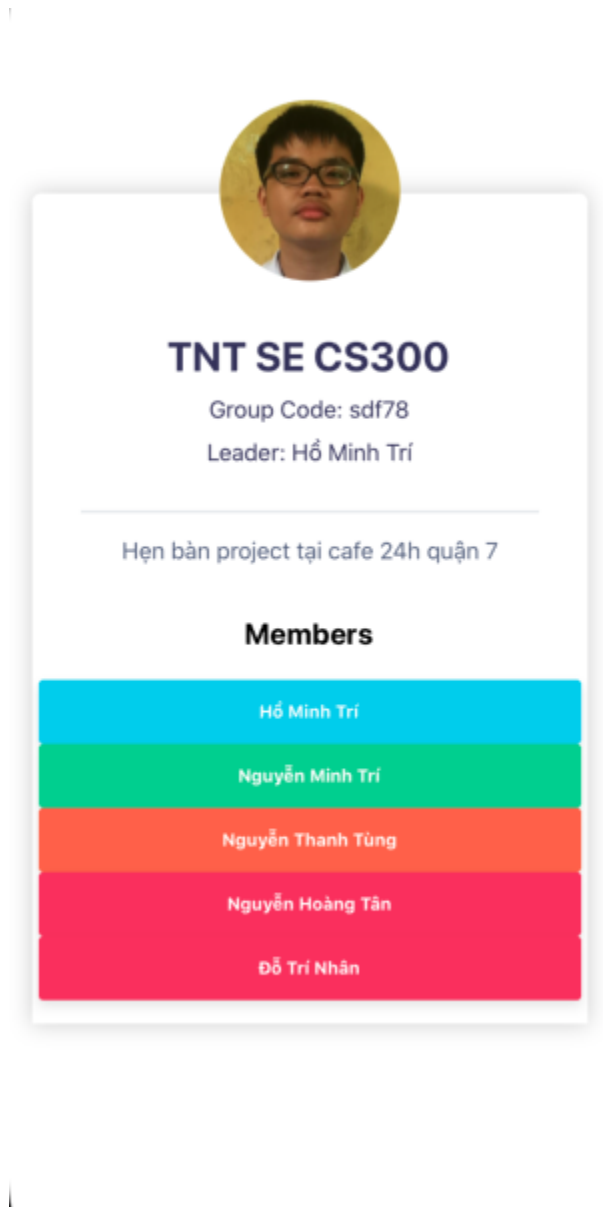 TNT SE CS300
Group Code: sdf78
Leader: Hồ Minh Trí
Hẹn bàn project tại cafe 24h quận 7
Members
Hồ Minh Trí
Nguyễn Minh Trí
Nguyễn Thanh Tùng
Nguyễn Hoàng Tân
Đỗ Trí Nhân